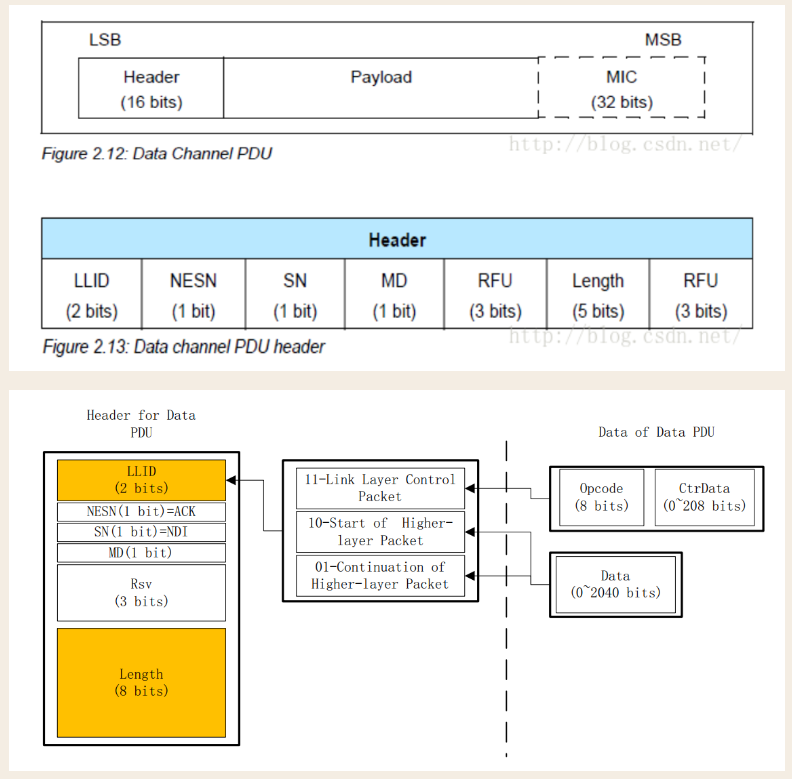 LSB MSB
Header Payload MIC
(16 bits) (32 bits)
http://blog.csdn.net/
Figure 2.12: Data Channel PDU
Header
LLID NESN SN MD RFU Length RFU
(2 bits) (1 bit) (1 bit) (1 bit) (3 bits) (5 bits) (3 bits)
http://blog.csdn.net/
Figure 2.13: Data channel PDU header
Header for Data
PDU
LLID
(2 bits)
NESN(1 bit)=ACK
SN(1 bit)=NDI
MD(1 bit)
Rsv
(3 bits)
Length
(8 bits)
11-Link Layer Control
Packet
10-Start of Higher-
layer Packet
01-Continuation of
Higher-layer Packet
Data of Data PDU
Opcode CtrData
(8 bits) (0~208 bits)
Data
(0~2040 bits)